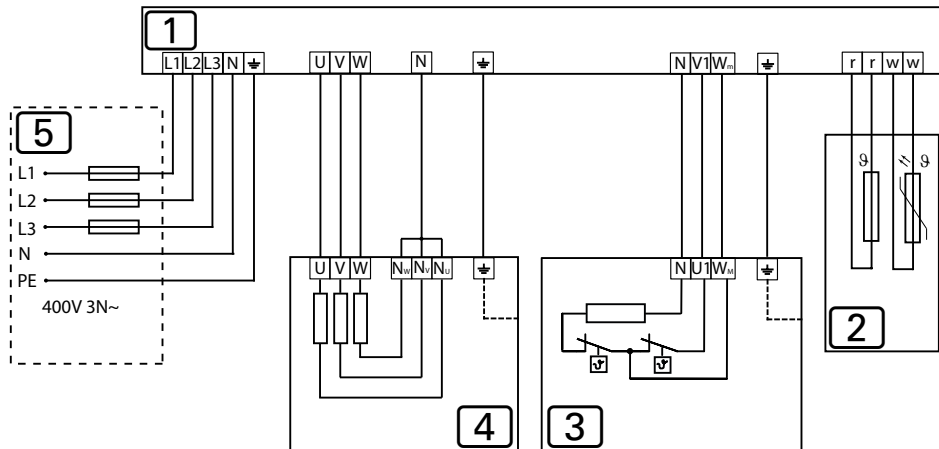 1
L1 L2 L3 N
U V W
N
N V1 Wm
r r w w
5
L1
L2
L3
N
PE
400V 3N~
U V W
NW NV NU
4
N U1 WM
ϑ
ϑ
3
ϑ
ϑ
2